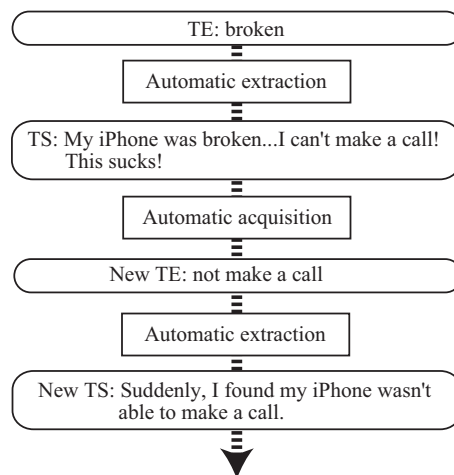 TE: broken
Automatic extraction
TS: My iPhone was broken...I can't make a call!
This sucks!
Automatic acquisition
New TE: not make a call
Automatic extraction
New TS: Suddenly, I found my iPhone wasn't
able to make a call.